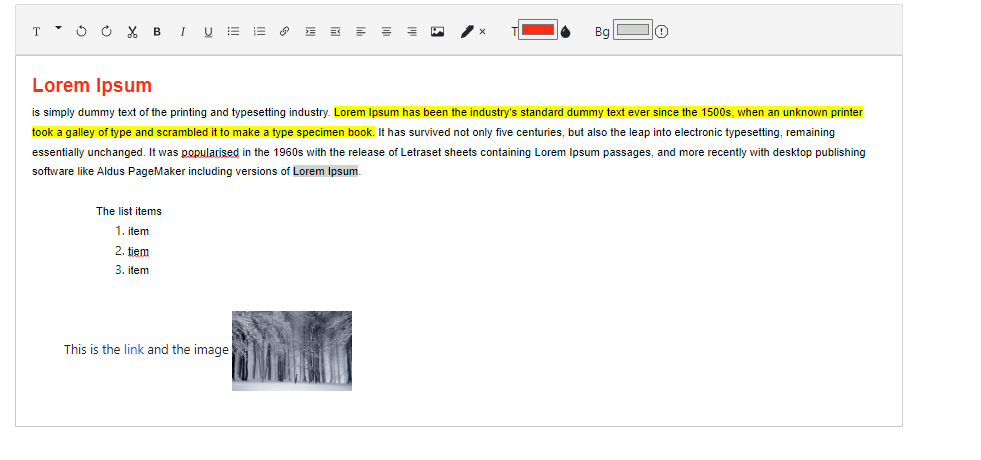 T B I U T Bg
Lorem Ipsum
is simply dummy text of the printing and typesetting industry. Lorem Ipsum has been the industry's standard dummy text ever since the 1500s, when an unknown printer
took a galley of type and scrambled it to make a type specimen book. It has survived not only five centuries, but also the leap into electronic typesetting, remaining
essentially unchanged. It was popularised in the 1960s with the release of Letraset sheets containing Lorem Ipsum passages, and more recently with desktop publishing
software like Aldus PageMaker including versions of Lorem Ipsum.
The list items
1. item
2. tiem
3. item
This is the link and the image